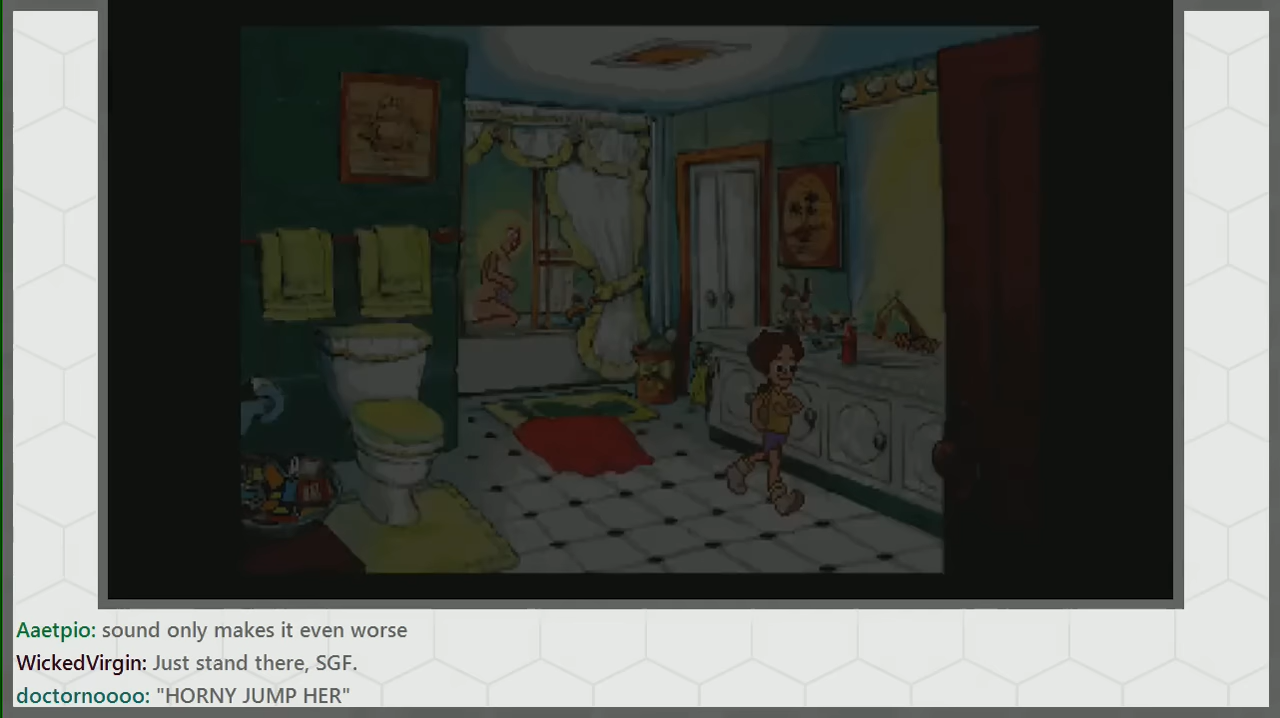 Aaetpio: sound only makes it even worse
WickedVirgin: Just stand there, SGF.
doctornoooo: "HORNY JUMP HER"